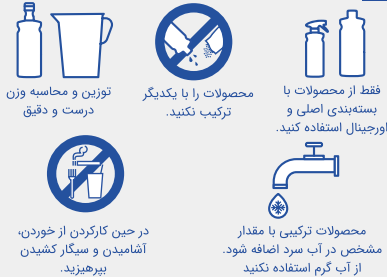 فقط از محصولات با
بسته‌بندی اصلی و
اورجینال استفاده کنید.
محصولات را با یکدیگر
ترکیب نکنید.
توزین و محاسبه وزن
درست و دقیق
محصولات ترکیبی با مقدار
مشخص در آب سرد اضافه شود.
از آب گرم استفاده نکنید
در حین کارکردن از خوردن،
آشامیدن و سیگار کشیدن
بپرهیزید.